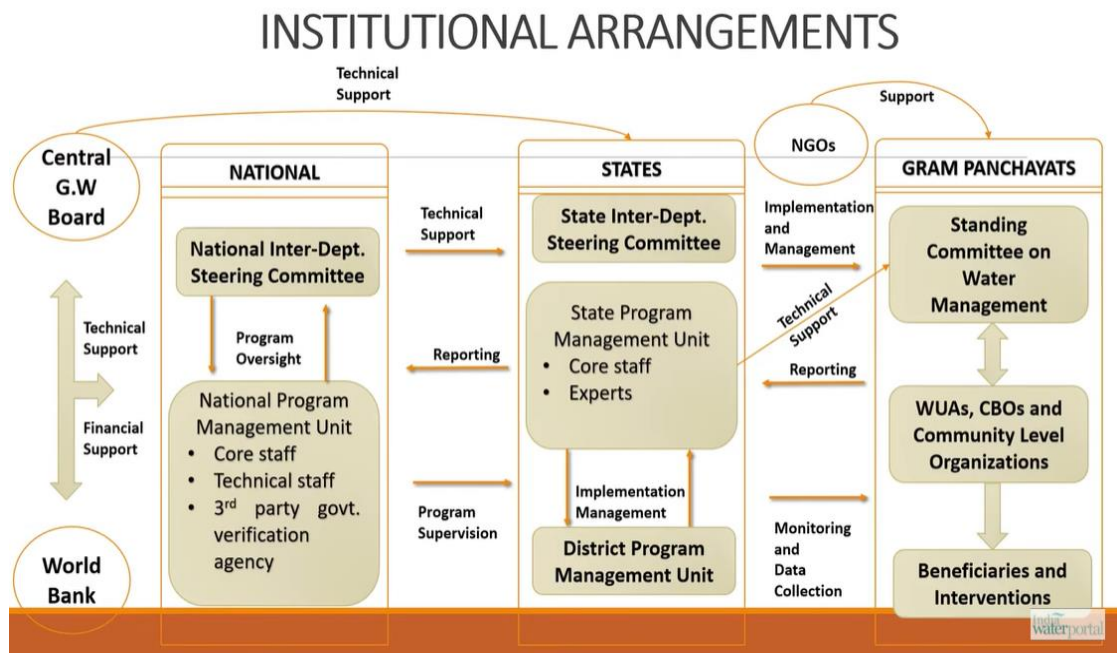 INSTITUTIONAL ARRANGEMENTS
Technical
Support
Support
Central
G.W
Board
NGOs
NATIONAL
STATES
GRAM PANCHAYATS
National Inter-Dept.
Steering Committee
Program
Oversight
National Program
Management Unit
• Core staff
• Technical staff
• 3rd party govt.
verification
agency
Technical
Support
Reporting
Program
Supervision
State Inter-Dept.
Steering Committee
State Program
Management Unit
• Core staff
• Experts
Implementation
Management
District Program
Management Unit
Implementation
and
Management
Technical
Support
Reporting
Monitoring
and
Data
Collection
Standing
Committee on
Water
Management
WUAs, CBOs and
Community Level
Organizations
Beneficiaries and
Interventions
Technical
Support
Financial
Support
World
Bank
india
waterportal